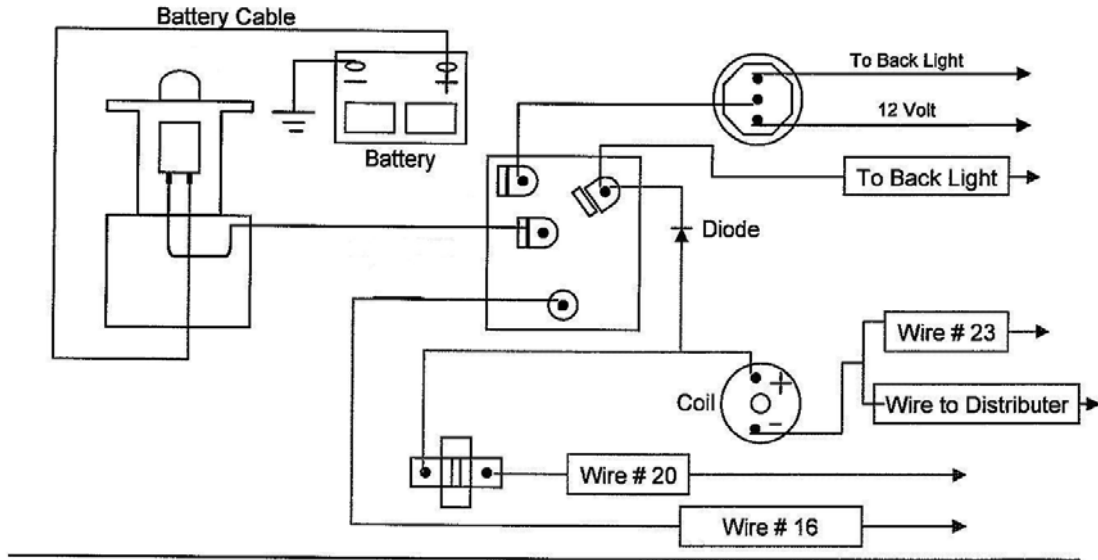 Battery Cable
To Back Light
12 Volt
Battery
To Back Light
Diode
Wire # 23
Coil
+
-
Wire to Distributer
Wire # 20
Wire # 16